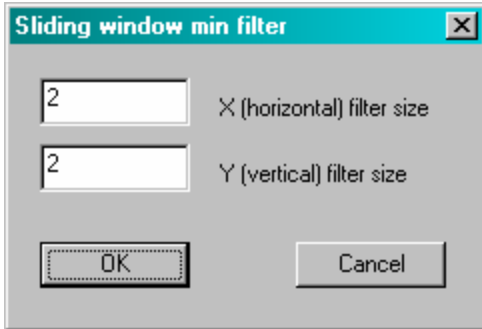 Sliding window min filter
2
X (horizontal) filter size
2
Y (vertical) filter size
OK
Cancel